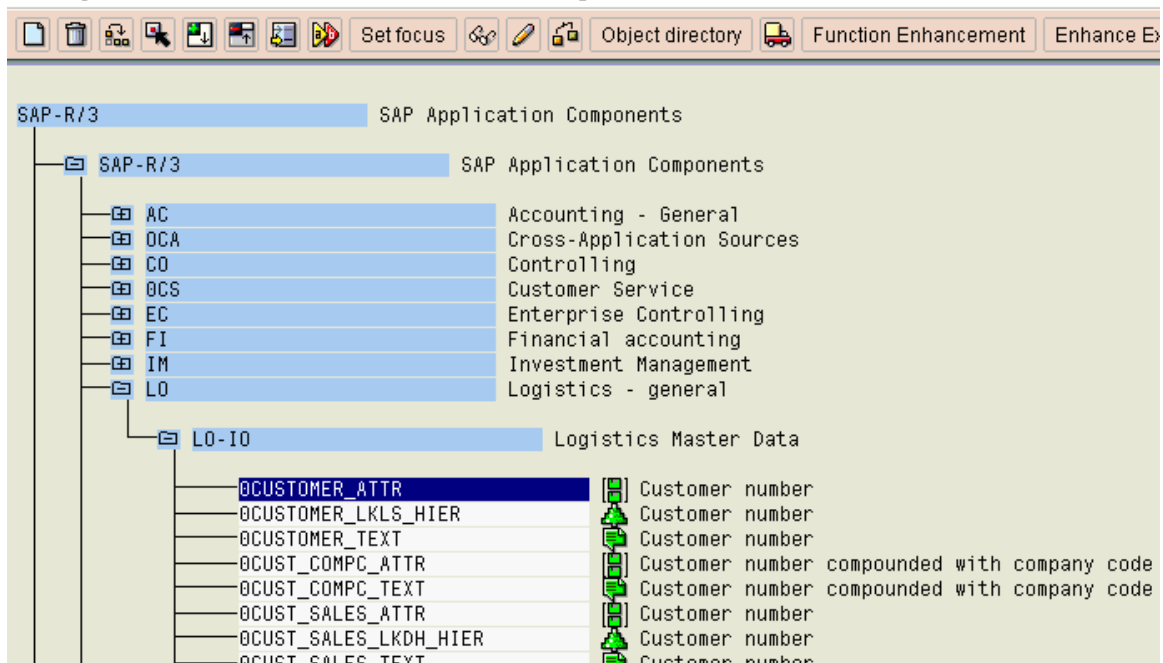 Set focus Object directory Function Enhancement Enhance Ex
SAP-R/3 SAP Application Components
SAP-R/3 SAP Application Components
AC Accounting - General
0CA Cross-Application Sources
CO Controlling
0CS Customer Service
EC Enterprise Controlling
FI Financial accounting
IM Investment Management
LO Logistics - general
LO-IO Logistics Master Data
0CUSTOMER_ATTR Customer number
0CUSTOMER_LKLS_HIER Customer number
0CUSTOMER_TEXT Customer number
0CUST_COMPC_ATTR Customer number compounded with company code
0CUST_COMPC_TEXT Customer number compounded with company code
0CUST_SALES_ATTR Customer number
0CUST_SALES_LKDH_HIER Customer number
0CUST_SALES_TEXT Customer number